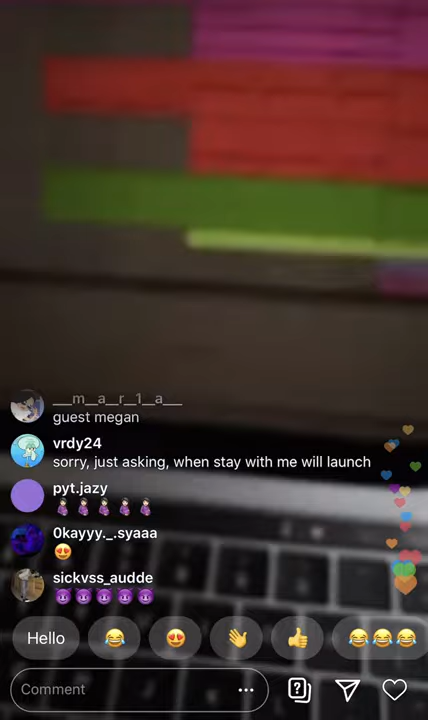 __m__a__r__1__a___
guest megan
vrdy24
sorry, just asking, when stay with me will launch
pyt.jazy
🤰🏻🤰🏻🤰🏻🤰🏻🤰🏻
0kayyy._.syaaa
😍
sickvss_audde
😈😈😈😈😈
Hello 😂 😍 👋 👍 😂😂😂
Comment